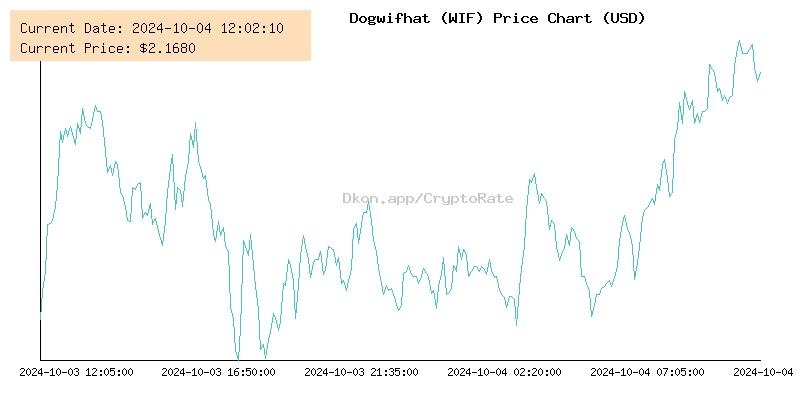 Dogwifhat (WIF) Price Chart (USD)
Current Date: 2024-10-04 12:02:10
Current Price: $2.1680
Dkon.app/CryptoRate
2024-10-03 12:05:00 2024-10-03 16:50:00 2024-10-03 21:35:00 2024-10-04 02:20:00 2024-10-04 07:05:00 2024-10-04